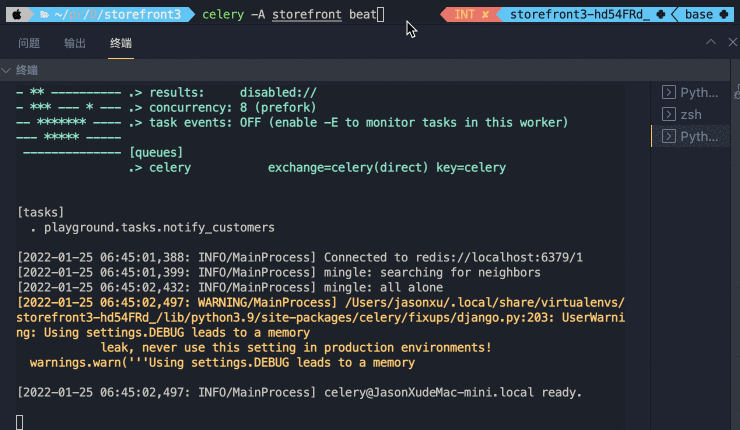 ~/ /storefront3 celery -A storefront beat INT ✘ storefront3-hd54FRd_ base
问题 输出 终端
终端
- ** ---------- .> results:     disabled://
- *** --- * --- .> concurrency: 8 (prefork)
-- ******* ---- .> task events: OFF (enable -E to monitor tasks in this worker)
--- ***** -----
 -------------- [queues]
                .> celery           exchange=celery(direct) key=celery
[tasks]
  . playground.tasks.notify_customers
[2022-01-25 06:45:01,388: INFO/MainProcess] Connected to redis://localhost:6379/1
[2022-01-25 06:45:01,399: INFO/MainProcess] mingle: searching for neighbors
[2022-01-25 06:45:02,432: INFO/MainProcess] mingle: all alone
[2022-01-25 06:45:02,497: WARNING/MainProcess] /Users/jasonxu/.local/share/virtualenvs/
storefront3-hd54FRd_/lib/python3.9/site-packages/celery/fixups/django.py:203: UserWarni
ng: Using settings.DEBUG leads to a memory
            leak, never use this setting in production environments!
  warnings.warn('''Using settings.DEBUG leads to a memory
[2022-01-25 06:45:02,497: INFO/MainProcess] celery@JasonXudeMac-mini.local ready.
Pyth...
zsh
Pyth...